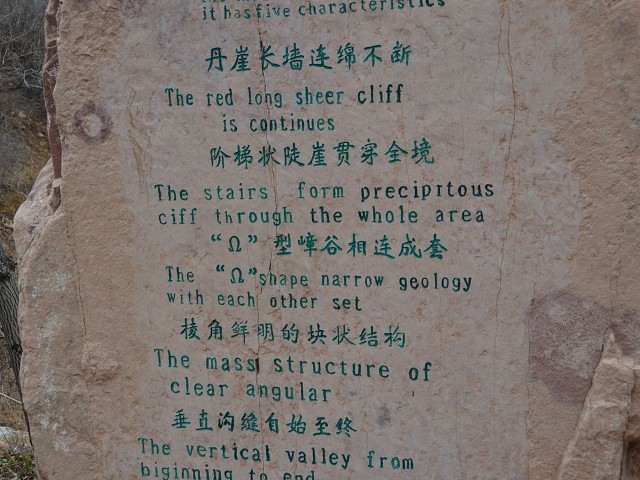 it has five characteristics
丹崖长墙连绵不断
The red long sheer cliff
is continues
阶梯状陡崖贯穿全境
The stairs form precipitous
ciff through the whole area
“Ω”型嶂谷相连成套
The “Ω”shape narrow geology
with each other set
棱角鲜明的块状结构
The mass structure of
clear angular
垂直沟缝自始至终
The vertical valley from
biginning to end